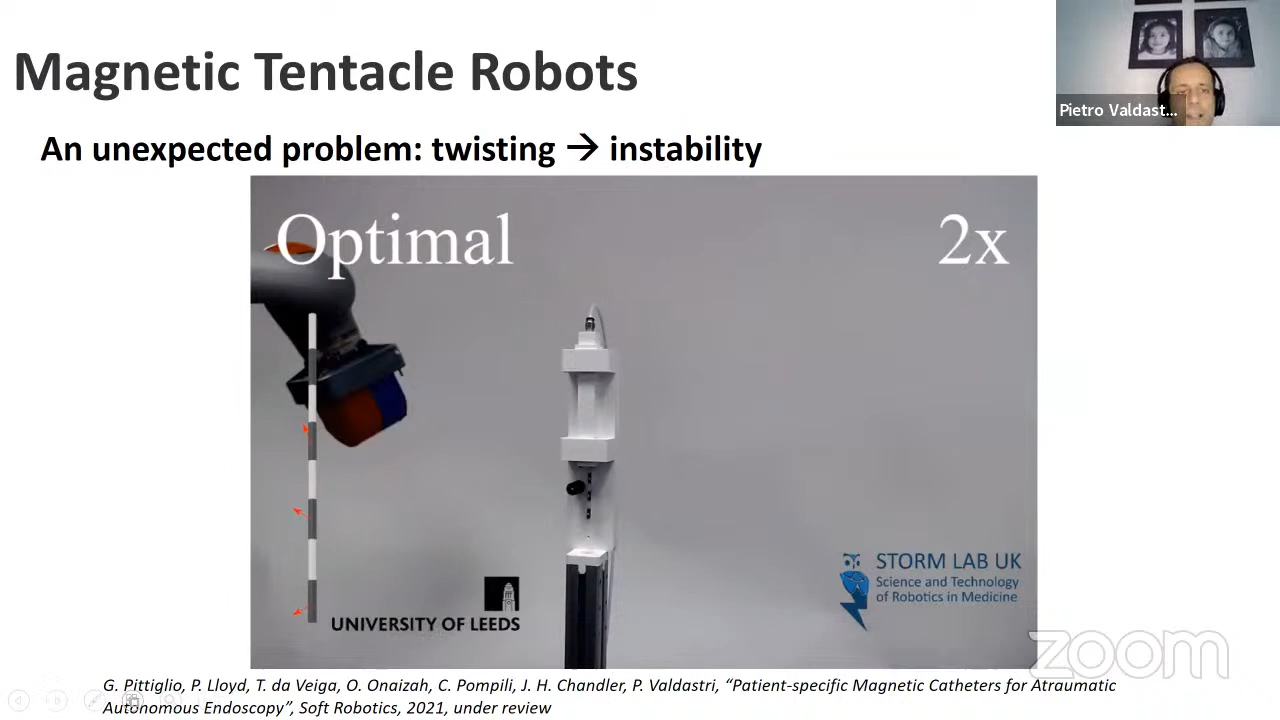 Magnetic Tentacle Robots
Pietro Valdast...
An unexpected problem: twisting → instability
Optimal
2x
STORM LAB UK
Science and Technology
of Robotics in Medicine
UNIVERSITY OF LEEDS
zoom
G. Pittiglio, P. Lloyd, T. da Veiga, O. Onaizah, C. Pompili, J. H. Chandler, P. Valdastri, “Patient-specific Magnetic Catheters for Atraumatic
Autonomous Endoscopy”, Soft Robotics, 2021, under review